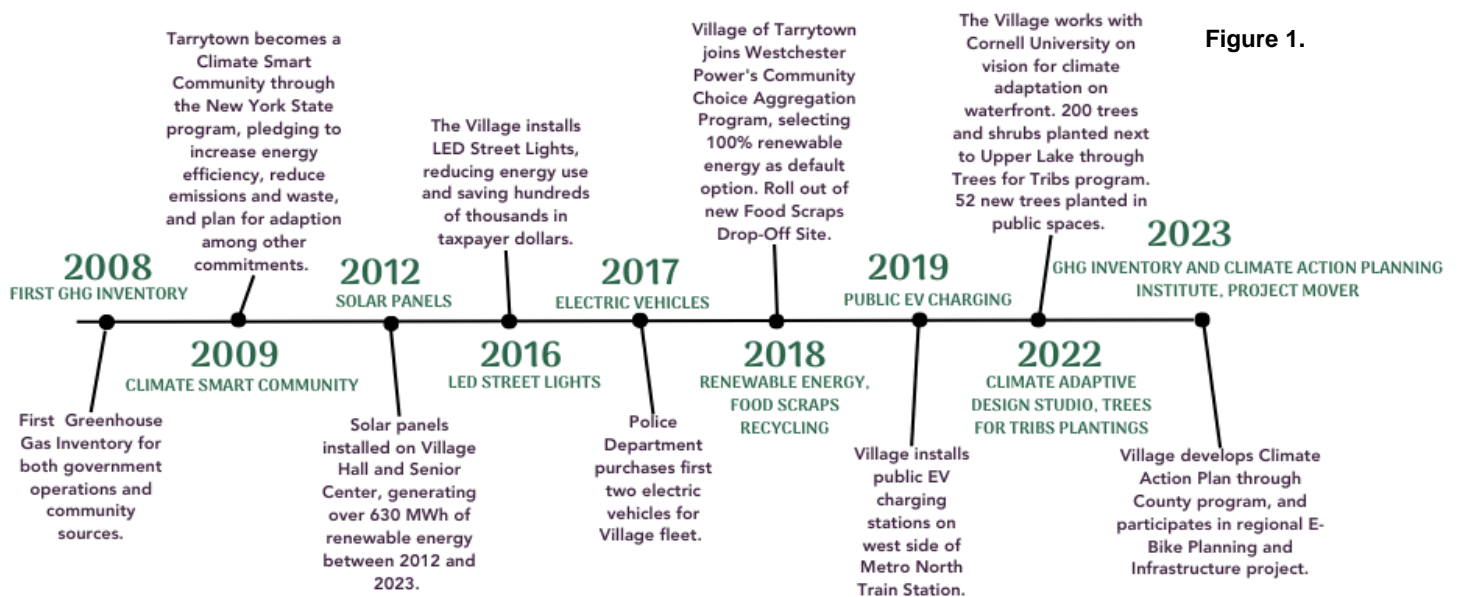 Figure 1.
2008
FIRST GHG INVENTORY
First Greenhouse
Gas Inventory for
both government
operations and
community
sources.
Tarrytown becomes a
Climate Smart
Community through
the New York State
program, pledging to
increase energy
efficiency, reduce
emissions and waste,
and plan for adaption
among other
commitments.
2009
CLIMATE SMART COMMUNITY
2012
SOLAR PANELS
Solar panels
installed on Village
Hall and Senior
Center, generating
over 630 MWh of
renewable energy
between 2012 and
2023.
The Village installs
LED Street Lights,
reducing energy use
and saving hundreds
of thousands in
taxpayer dollars.
2016
LED STREET LIGHTS
2017
ELECTRIC VEHICLES
Police
Department
purchases first
two electric
vehicles for
Village fleet.
Village of Tarrytown
joins Westchester
Power's Community
Choice Aggregation
Program, selecting
100% renewable
energy as default
option. Roll out of
new Food Scraps
Drop-Off Site.
2018
RENEWABLE ENERGY,
FOOD SCRAPS
RECYCLING
2019
PUBLIC EV CHARGING
Village installs
public EV
charging
stations on
west side of
Metro North
Train Station.
The Village works with
Cornell University on
vision for climate
adaptation on
waterfront. 200 trees
and shrubs planted next
to Upper Lake through
Trees for Tribs program.
52 new trees planted in
public spaces.
2022
CLIMATE ADAPTIVE
DESIGN STUDIO, TREES
FOR TRIBS PLANTINGS
2023
GHG INVENTORY AND CLIMATE ACTION PLANNING
INSTITUTE, PROJECT MOVER
Village develops Climate
Action Plan through
County program, and
participates in regional E-
Bike Planning and
Infrastructure project.